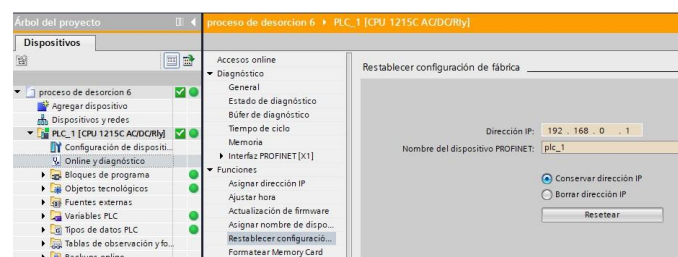 Árbol del proyecto
Dispositivos
proceso de desorcion 6
Agregar dispositivo
Dispositivos y redes
PLC_1 [CPU 1215C AC/DC/Rly]
Configuración de dispositi...
Online y diagnóstico
Bloques de programa
Objetos tecnológicos
Fuentes externas
Variables PLC
Tipos de datos PLC
Tablas de observación y fo...
Backups online
proceso de desorcion 6 ▸ PLC_1 [CPU 1215C AC/DC/Rly]
Accesos online
Diagnóstico
General
Estado de diagnóstico
Búfer de diagnóstico
Tiempo de ciclo
Memoria
Interfaz PROFINET [X1]
Funciones
Asignar dirección IP
Ajustar hora
Actualización de firmware
Asignar nombre de dispo...
Restablecer configuració...
Formatear Memory Card
Restablecer configuración de fábrica
Dirección IP: 192 . 168 . 0 . 1
Nombre del dispositivo PROFINET: plc_1
Conservar dirección IP
Borrar dirección IP
Resetear